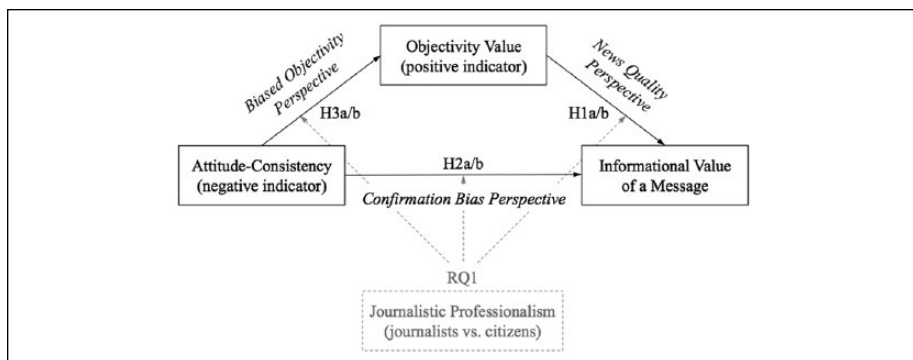 Objectivity Value
(positive indicator)
Biased Objectivity
Perspective
News Quality
Perspective
H3a/b
H1a/b
Attitude-Consistency
(negative indicator)
H2a/b
Informational Value
of a Message
Confirmation Bias Perspective
RQ1
Journalistic Professionalism
(journalists vs. citizens)